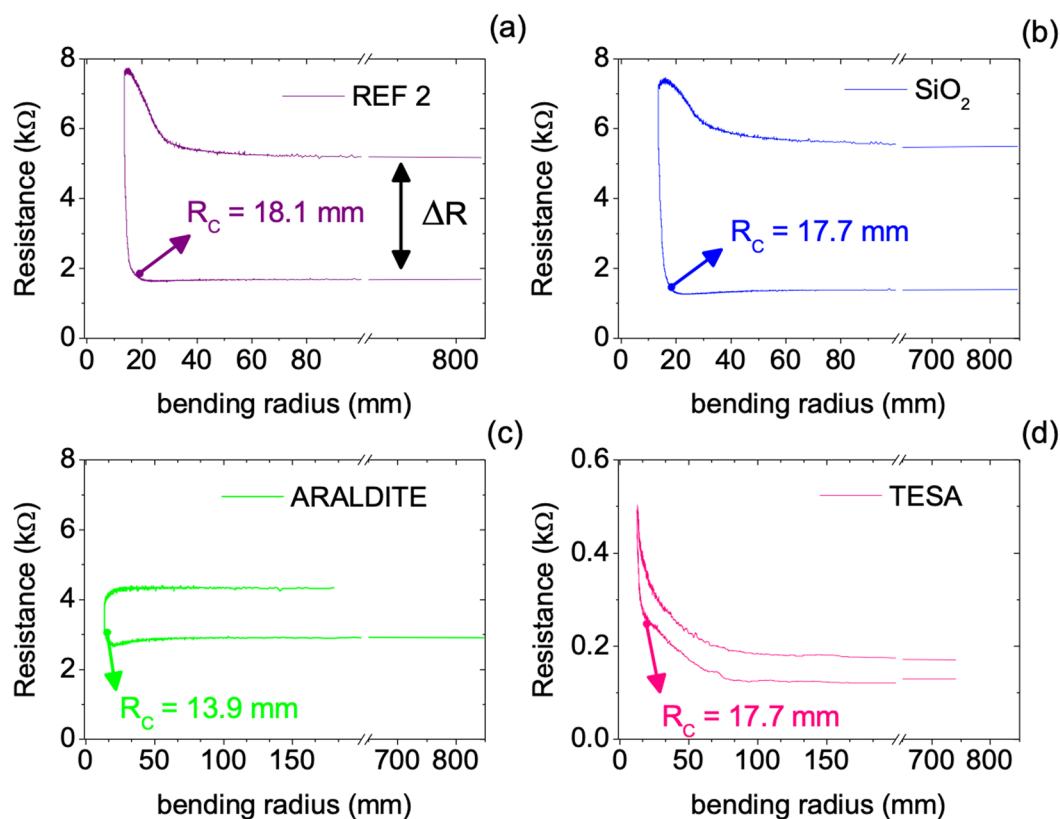 (a)
8
6
4
2
0
Resistance (kΩ)
REF 2
R_C = 18.1 mm
ΔR
0 20 40 60 80 800
bending radius (mm)
(b)
8
6
4
2
0
Resistance (kΩ)
SiO₂
R_C = 17.7 mm
0 20 40 60 80 700 800
bending radius (mm)
(c)
8
6
4
2
0
Resistance (kΩ)
ARALDITE
R_C = 13.9 mm
0 50 100 150 700 800
bending radius (mm)
(d)
0.6
0.4
0.2
0.0
Resistance (kΩ)
TESA
R_C = 17.7 mm
0 50 100 150 700 800
bending radius (mm)